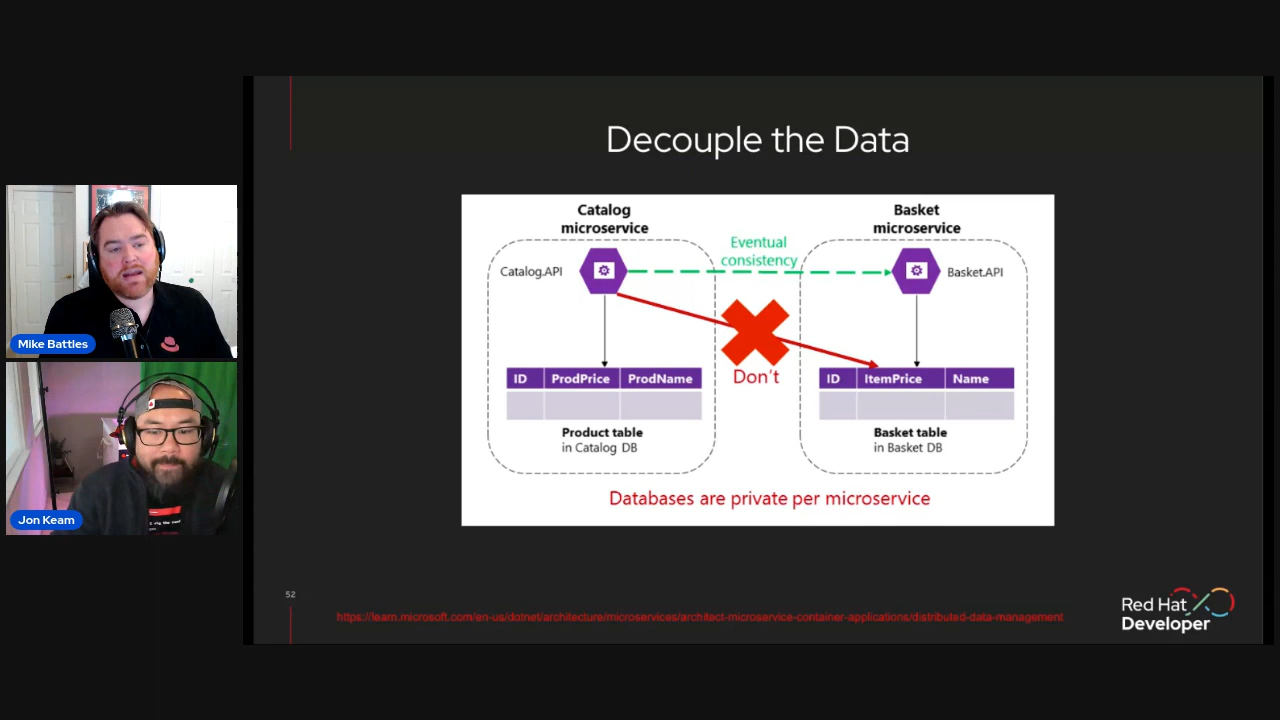 Decouple the Data
Catalog
microservice
Basket
microservice
Eventual
consistency
Catalog.API
Basket.API
Don't
ID ProdPrice ProdName
ID ItemPrice Name
Product table
in Catalog DB
Basket table
in Basket DB
Databases are private per microservice
Mike Battles
Jon Keam
52
https://learn.microsoft.com/en-us/dotnet/architecture/microservices/architect-microservice-container-applications/distributed-data-management
Red Hat
Developer